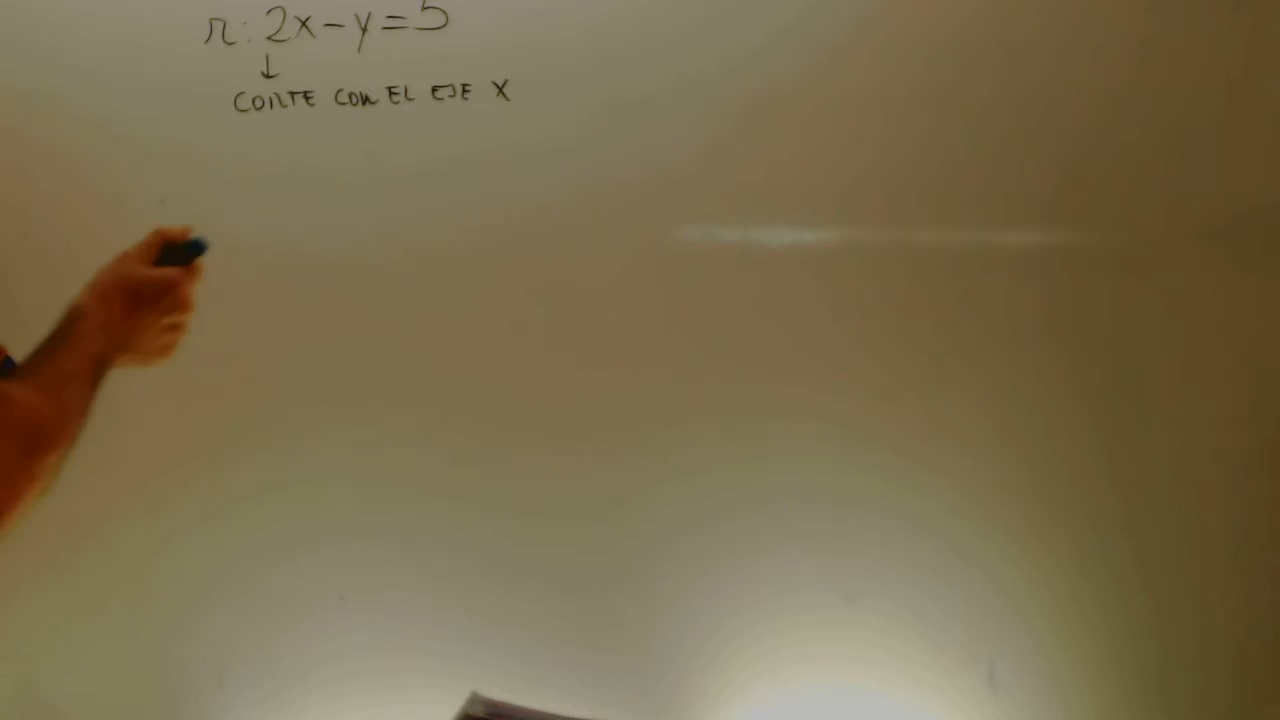 r: 2x-y=5
↓
CORTE CON EL EJE X